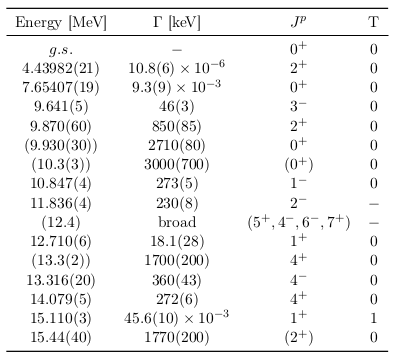 Energy [MeV] Γ [keV] Jᵖ T
g.s. − 0⁺ 0
4.43982(21) 10.8(6) × 10⁻⁶ 2⁺ 0
7.65407(19) 9.3(9) × 10⁻³ 0⁺ 0
9.641(5) 46(3) 3⁻ 0
9.870(60) 850(85) 2⁺ 0
(9.930(30)) 2710(80) 0⁺ 0
(10.3(3)) 3000(700) (0⁺) 0
10.847(4) 273(5) 1⁻ 0
11.836(4) 230(8) 2⁻ −
(12.4) broad (5⁺, 4⁻, 6⁻, 7⁺) −
12.710(6) 18.1(28) 1⁺ 0
(13.3(2)) 1700(200) 4⁺ 0
13.316(20) 360(43) 4⁻ 0
14.079(5) 272(6) 4⁺ 0
15.110(3) 45.6(10) × 10⁻³ 1⁺ 1
15.44(40) 1770(200) (2⁺) 0